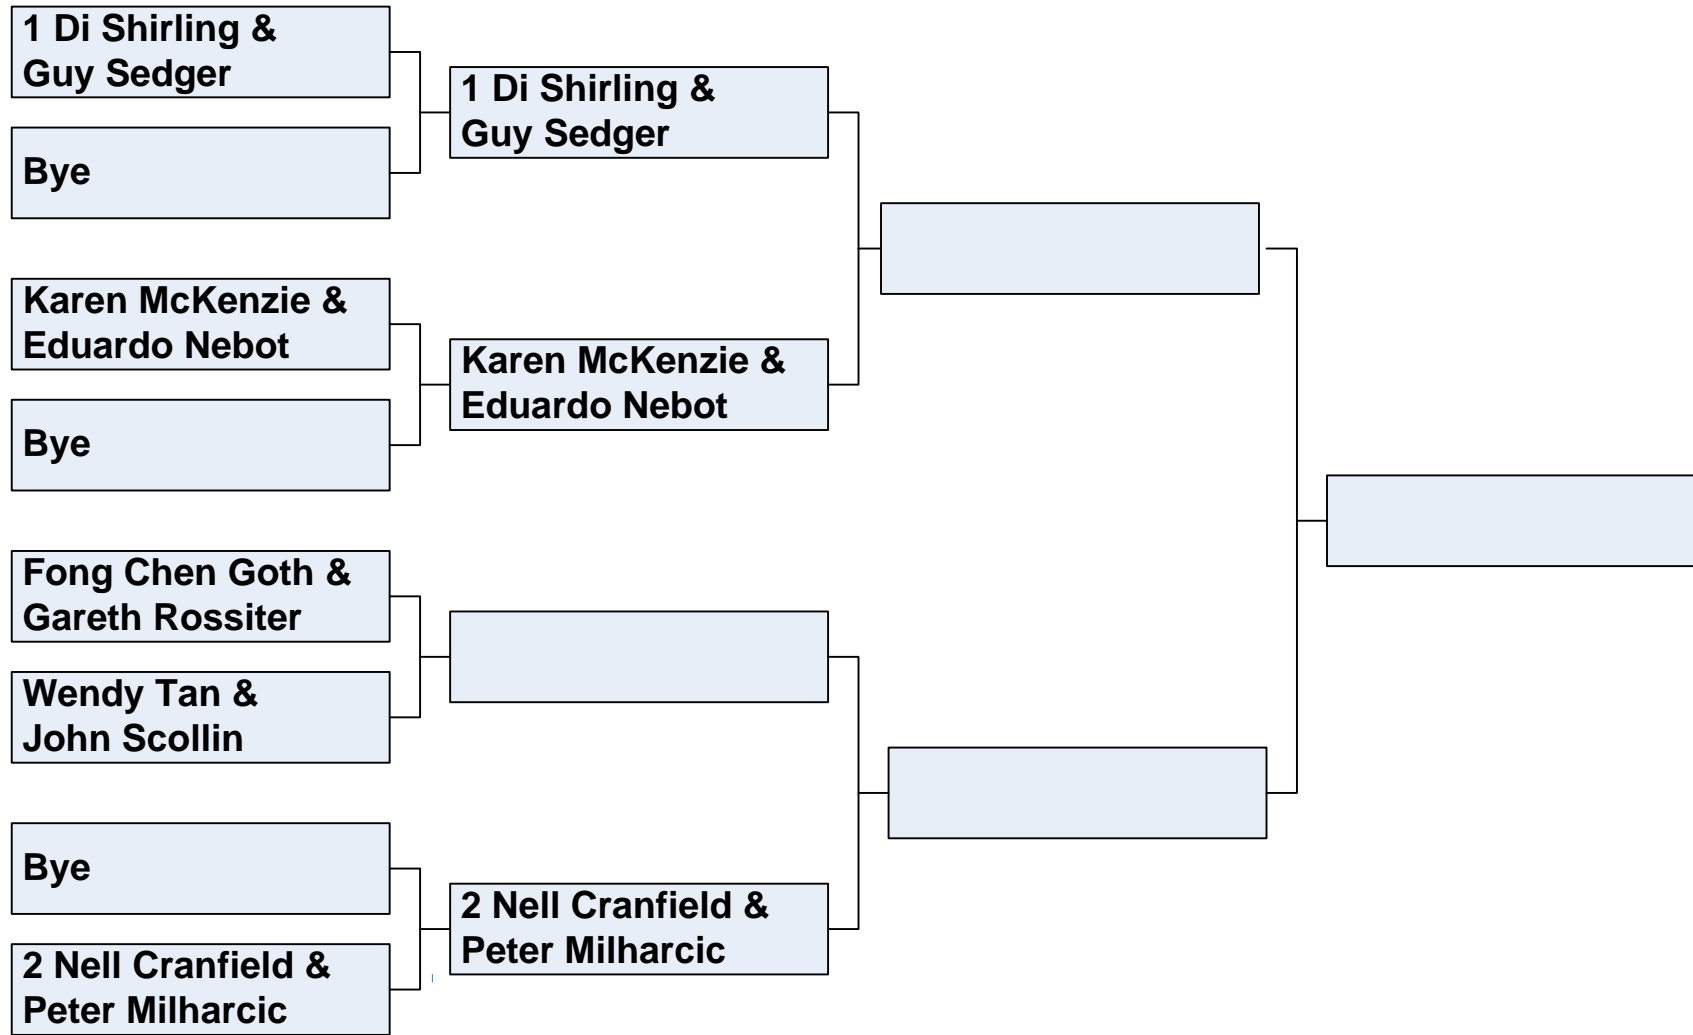 1 Di Shirling &
Guy Sedger
Bye
Karen McKenzie &
Eduardo Nebot
Bye
Fong Chen Goth &
Gareth Rossiter
Wendy Tan &
John Scollin
Bye
2 Nell Cranfield &
Peter Milharcic
1 Di Shirling &
Guy Sedger
Karen McKenzie &
Eduardo Nebot
2 Nell Cranfield &
Peter Milharcic